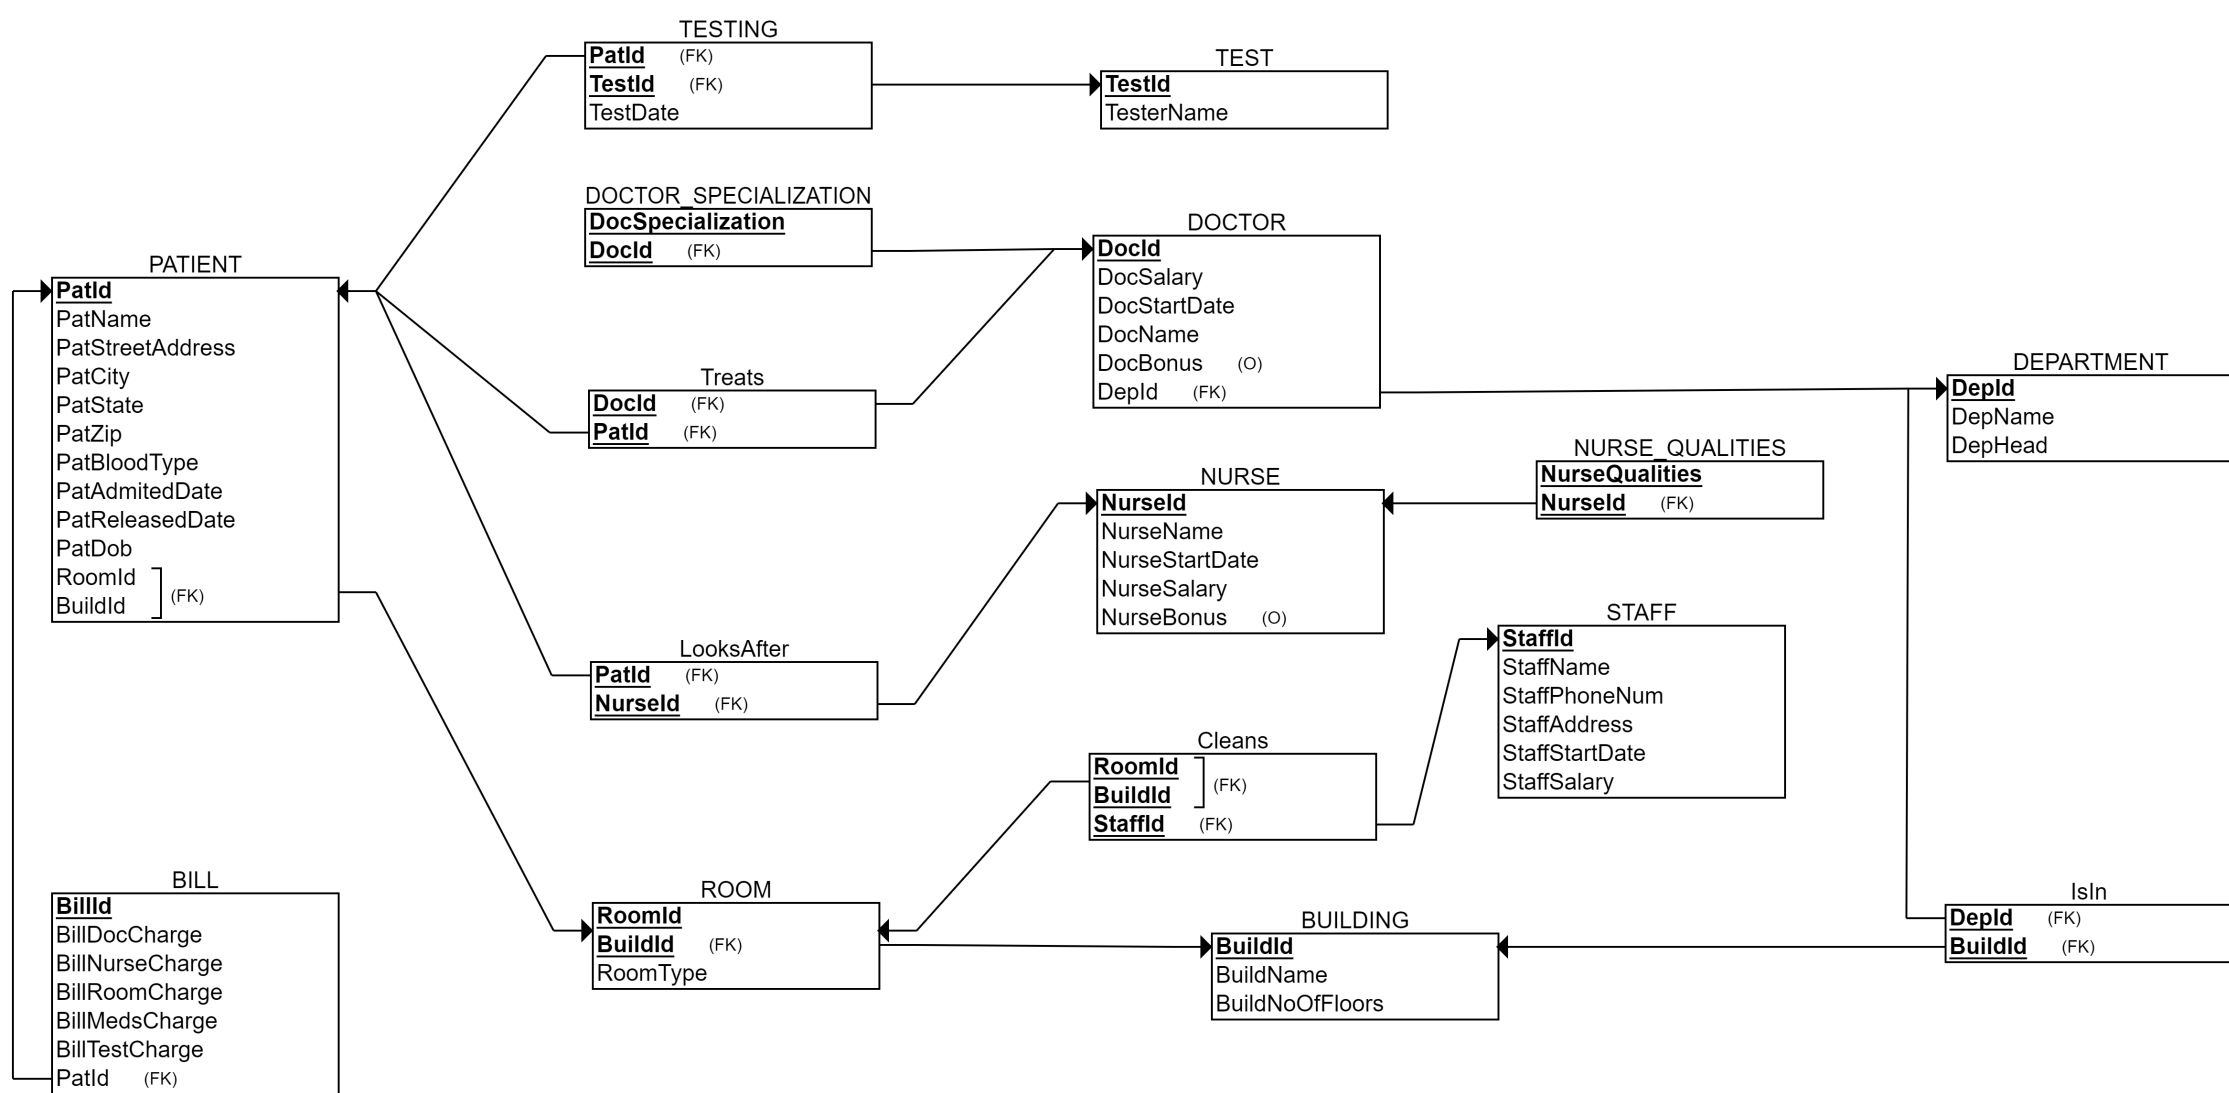 TESTING
PatId (FK)
TestId (FK)
TestDate
TEST
TestId
TesterName
DOCTOR_SPECIALIZATION
DocSpecialization
DocId (FK)
DOCTOR
DocId
DocSalary
DocStartDate
DocName
DocBonus (O)
DepId (FK)
PATIENT
PatId
PatName
PatStreetAddress
PatCity
PatState
PatZip
PatBloodType
PatAdmitedDate
PatReleasedDate
PatDob
RoomId
BuildId
(FK)
Treats
DocId (FK)
PatId (FK)
DEPARTMENT
DepId
DepName
DepHead
NURSE_QUALITIES
NurseQualities
NurseId (FK)
NURSE
NurseId
NurseName
NurseStartDate
NurseSalary
NurseBonus (O)
STAFF
StaffId
StaffName
StaffPhoneNum
StaffAddress
StaffStartDate
StaffSalary
LooksAfter
PatId (FK)
NurseId (FK)
Cleans
RoomId
BuildId
(FK)
StaffId (FK)
BILL
BillId
BillDocCharge
BillNurseCharge
BillRoomCharge
BillMedsCharge
BillTestCharge
PatId (FK)
ROOM
RoomId
BuildId (FK)
RoomType
BUILDING
BuildId
BuildName
BuildNoOfFloors
IsIn
DepId (FK)
BuildId (FK)